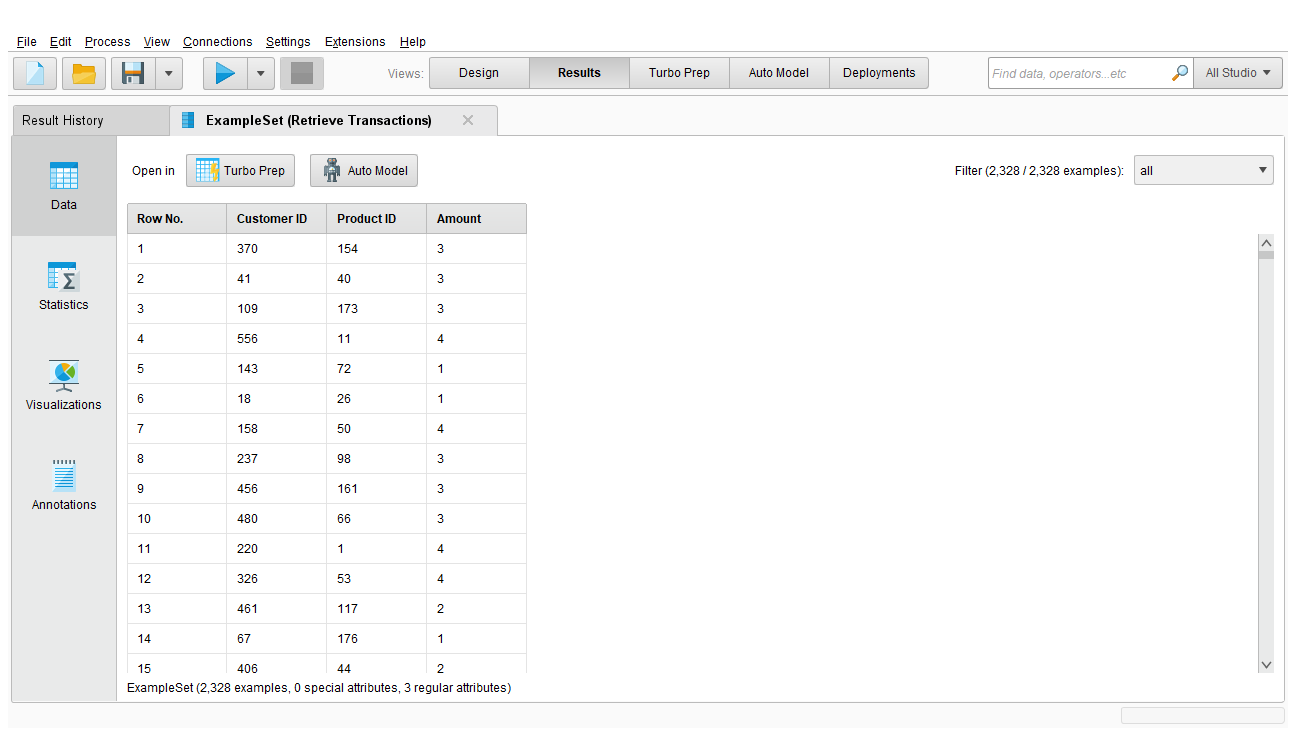 File Edit Process View Connections Settings Extensions Help
Views: Design Results Turbo Prep Auto Model Deployments Find data, operators...etc All Studio
Result History ExampleSet (Retrieve Transactions)
Data
Statistics
Visualizations
Annotations
Open in Turbo Prep Auto Model Filter (2,328 / 2,328 examples): all
Row No. Customer ID Product ID Amount
1 370 154 3
2 41 40 3
3 109 173 3
4 556 11 4
5 143 72 1
6 18 26 1
7 158 50 4
8 237 98 3
9 456 161 3
10 480 66 3
11 220 1 4
12 326 53 4
13 461 117 2
14 67 176 1
15 406 44 2
ExampleSet (2,328 examples, 0 special attributes, 3 regular attributes)